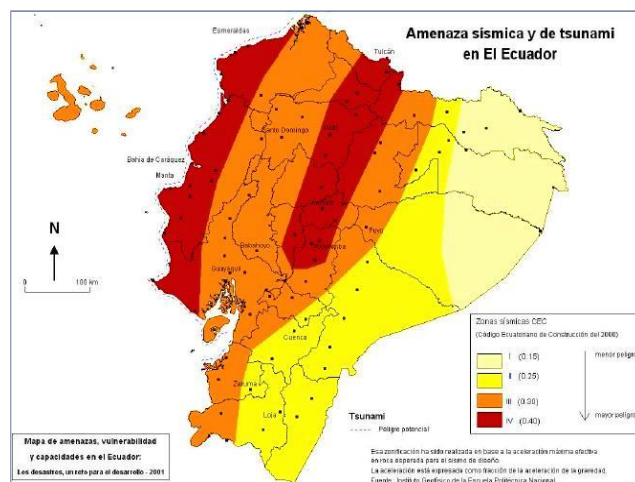 Amenaza sísmica y de tsunami
en El Ecuador
Esmeraldas
Tulcán
Santo Domingo
Quito
Bahía de Caráquez
Manta
Ambato
Riobamba
Puyo
Babahoyo
Guayaquil
Cuenca
Zaruma
Loja
N
0 100 km
Zonas sísmicas CEC
(Código Ecuatoriano de Construcción del 2000)
I (0.15)
II (0.25)
III (0.30)
IV (0.40)
menor peligro
mayor peligro
Tsunami
Peligro potencial
Mapa de amenazas, vulnerabilidad
y capacidades en el Ecuador:
Los desastres, un reto para el desarrollo - 2001
Esa zonificación ha sido realizada en base a la aceleración máxima efectiva
en roca esperada para el sismo de diseño.
La aceleración está expresada como fracción de la aceleración de la gravedad.
Fuente: Instituto Geofísico de la Escuela Politécnica Nacional